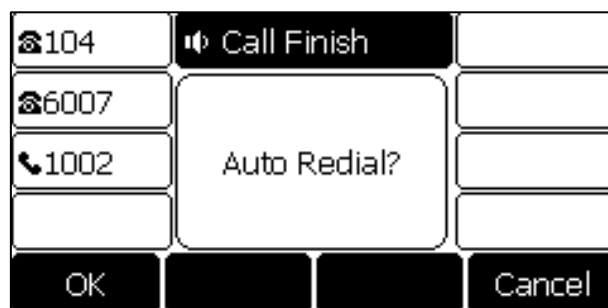 ☎104
Call Finish
☎6007
📞1002
Auto Redial?
OK
Cancel